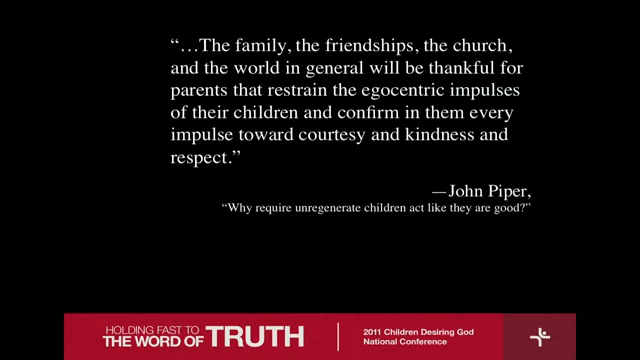 “…The family, the friendships, the church,
and the world in general will be thankful for
parents that restrain the egocentric impulses
of their children and confirm in them every
impulse toward courtesy and kindness and
respect.”
—John Piper,
“Why require unregenerate children act like they are good?”
HOLDING FAST TO
THE WORD OF TRUTH
2011 Children Desiring God
National Conference